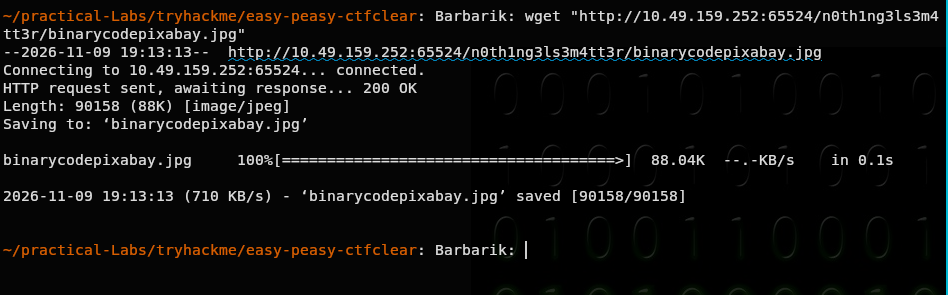 ~/practical-Labs/tryhackme/easy-peasy-ctfclear: Barbarik: wget "http://10.49.159.252:65524/n0th1ng3ls3m4
tt3r/binarycodepixabay.jpg"
--2026-11-09 19:13:13--  http://10.49.159.252:65524/n0th1ng3ls3m4tt3r/binarycodepixabay.jpg
Connecting to 10.49.159.252:65524... connected.
HTTP request sent, awaiting response... 200 OK
Length: 90158 (88K) [image/jpeg]
Saving to: ‘binarycodepixabay.jpg’
binarycodepixabay.jpg     100%[======================================>]  88.04K  --.-KB/s    in 0.1s
2026-11-09 19:13:13 (710 KB/s) - ‘binarycodepixabay.jpg’ saved [90158/90158]
~/practical-Labs/tryhackme/easy-peasy-ctfclear: Barbarik: